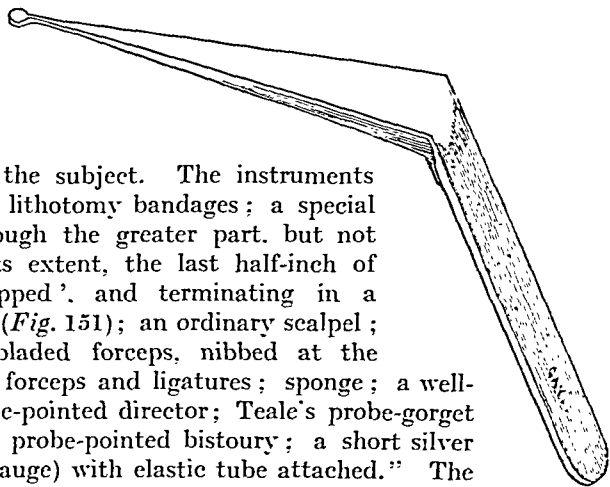 the subject. The instruments
lithotomy bandages; a special
ough the greater part. but not
ts extent, the last half-inch of
pped’. and terminating in a
(Fig. 151); an ordinary scalpel;
bladed forceps, nibbed at the
forceps and ligatures; sponge; a well-
e-pointed director; Teale's probe-gorget
probe-pointed bistoury; a short silver
auge) with elastic tube attached.” The